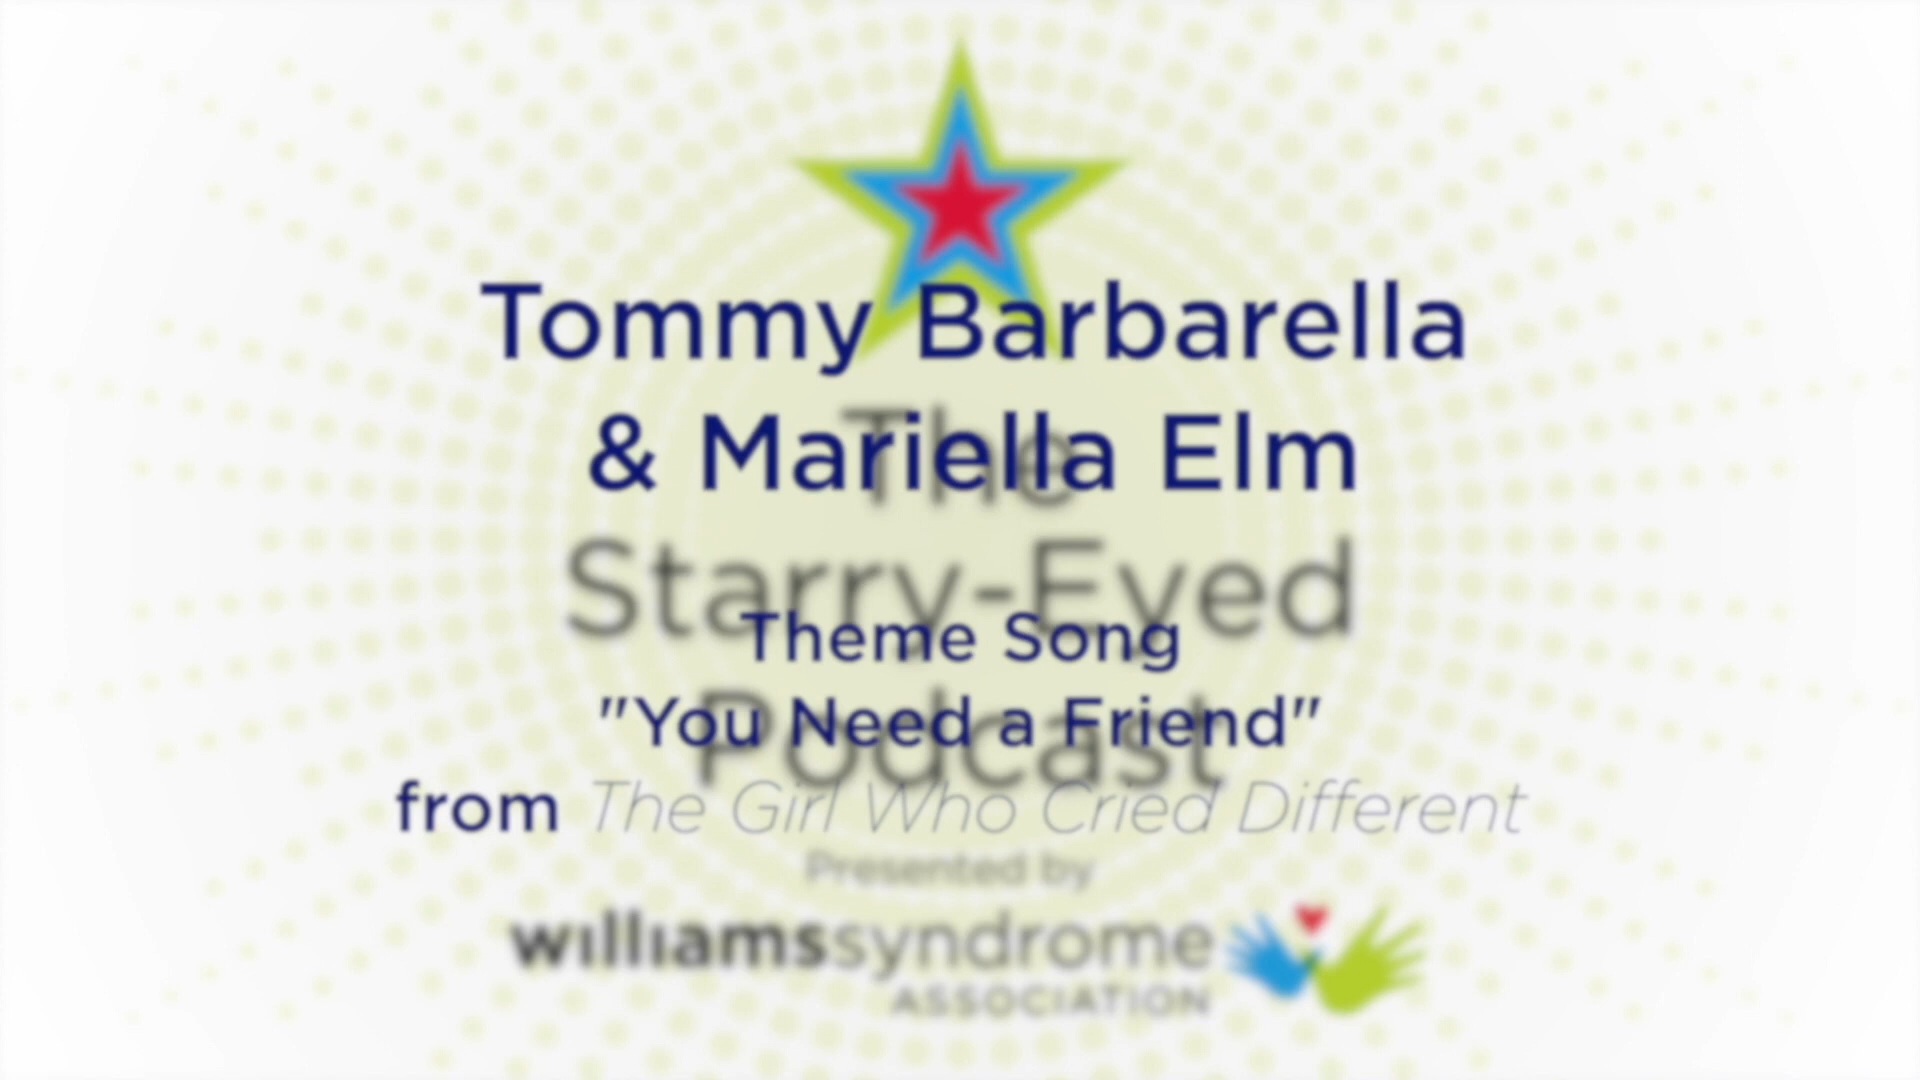 Tommy Barbarella
& Mariella Elm
The
Starry-Eyed
Theme Song
Podcast
"You Need a Friend"
from The Girl Who Cried Different
Presented by
williamssyndrome
ASSOCIATION